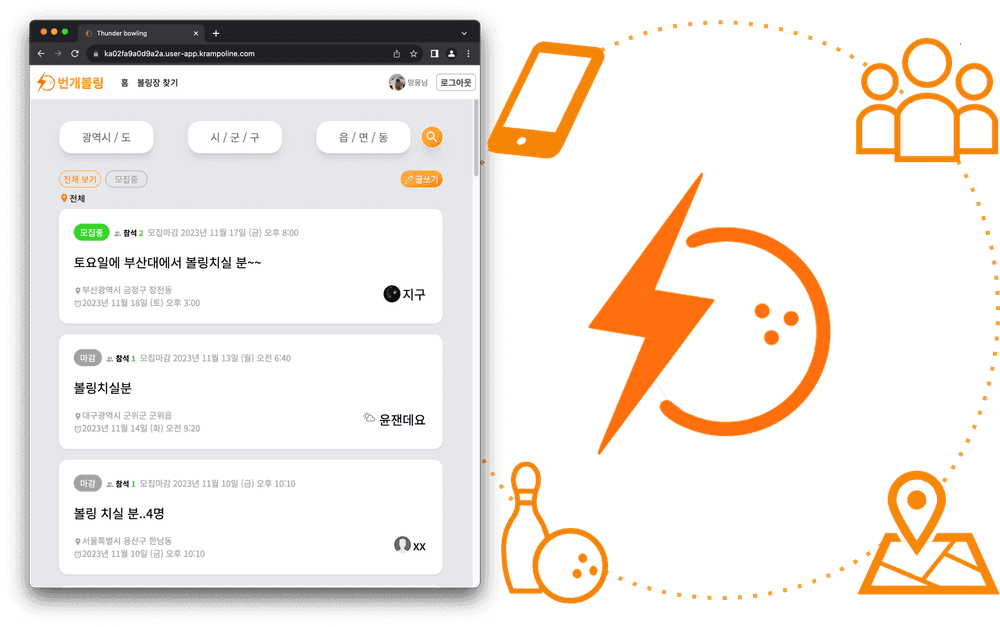 Thunder bowling
ka02fa9a0d9a2a.user-app.krampoline.com
번개볼링 홈 볼링장 찾기 망뭉님 로그아웃
광역시 / 도 시 / 군 / 구 읍 / 면 / 동
전체 보기 모집중 글쓰기
전체
모집중 참석 2 모집마감 2023년 11월 17일 (금) 오후 8:00
토요일에 부산대에서 볼링치실 분~~
부산광역시 금정구 장전동
2023년 11월 18일 (토) 오후 3:00
지구
마감 참석 1 모집마감 2023년 11월 13일 (월) 오전 6:40
볼링치실분
대구광역시 군위군 군위읍
2023년 11월 14일 (화) 오전 9:20
윤잰데요
마감 참석 1 모집마감 2023년 11월 10일 (금) 오후 10:10
볼링 치실 분..4명
서울특별시 용산구 한남동
2023년 11월 10일 (금) 오후 10:10
xx